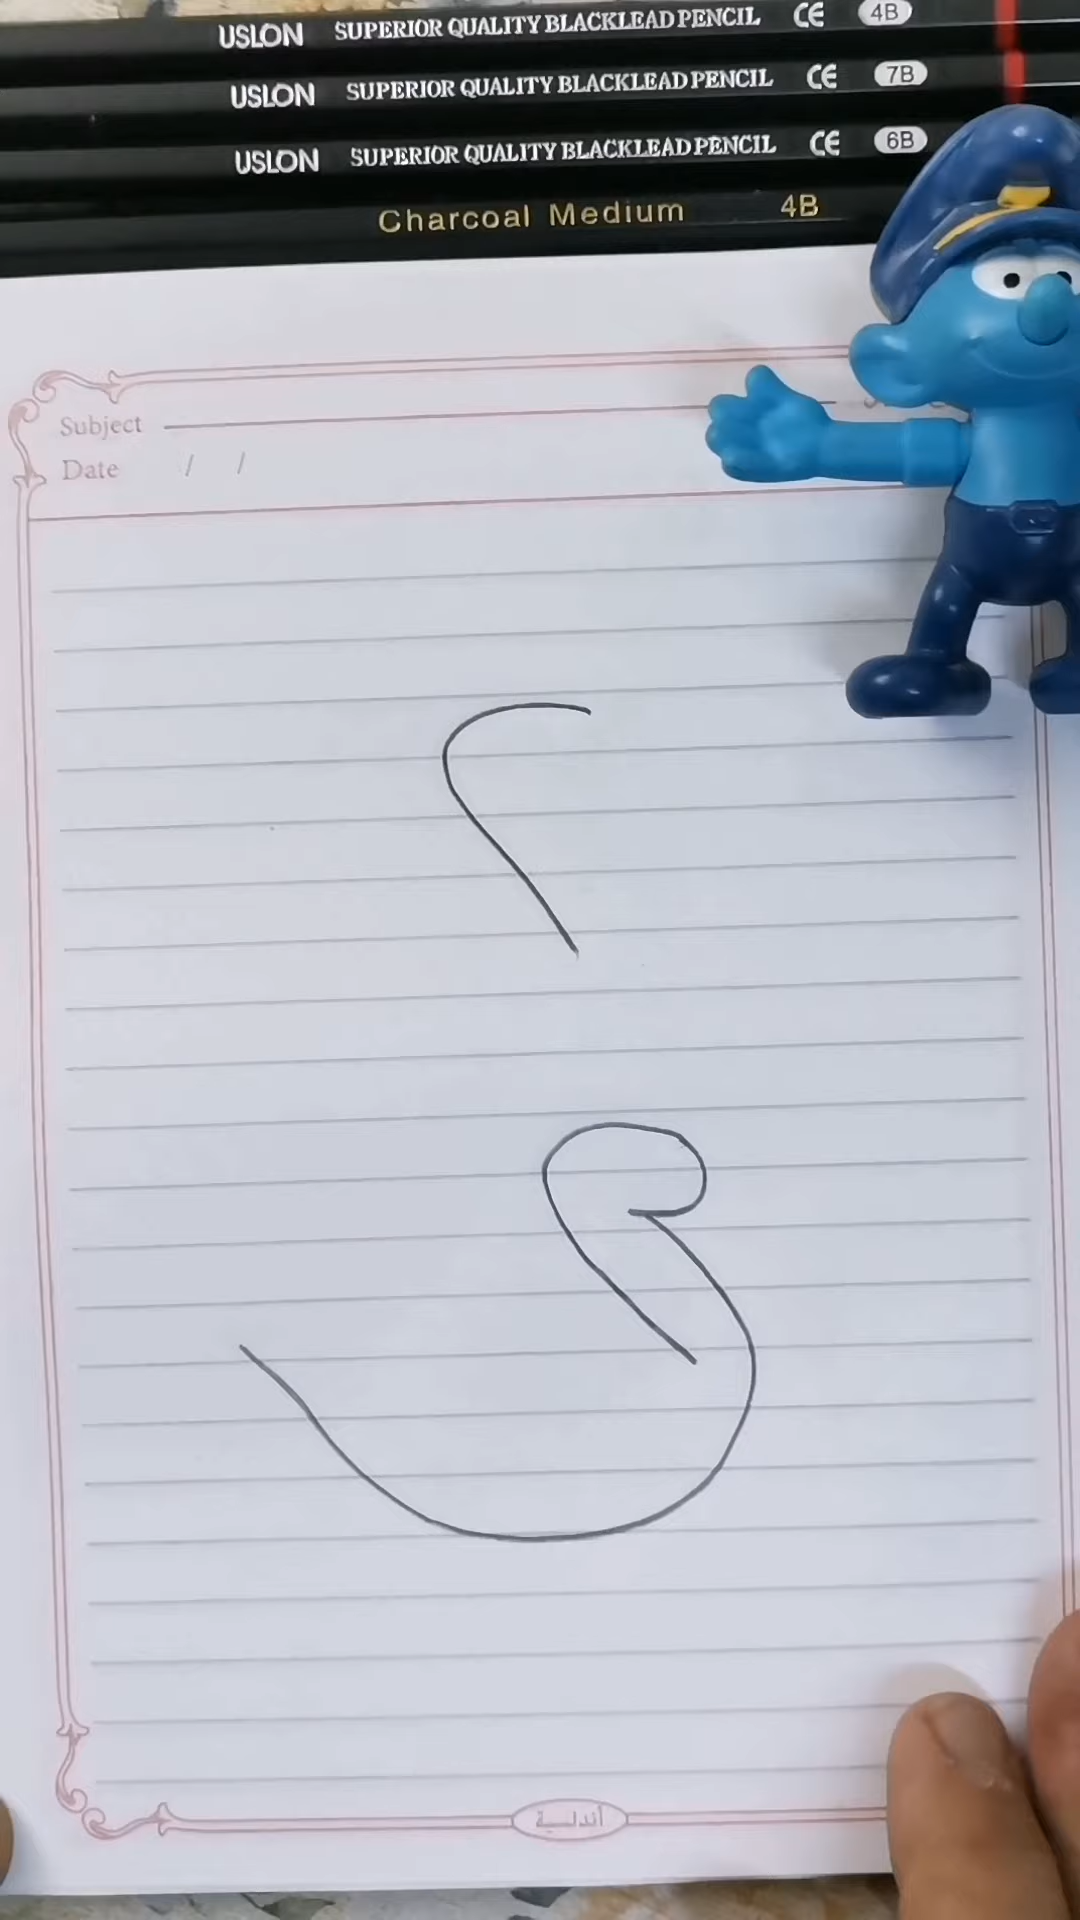 USLON SUPERIOR QUALITY BLACKLEAD PENCIL CE 4B
USLON SUPERIOR QUALITY BLACKLEAD PENCIL CE 7B
USLON SUPERIOR QUALITY BLACKLEAD PENCIL CE 6B
Charcoal Medium 4B
Subject
Date / /
أندلسية